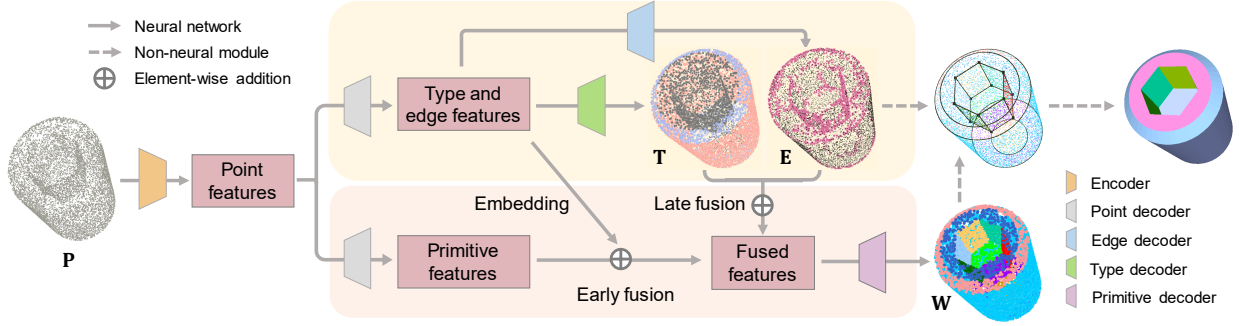 Neural network
Non-neural module
Element-wise addition
Type and
edge features
T
E
Point
features
P
Embedding
Late fusion
Primitive
features
Early fusion
Fused
features
W
Encoder
Point decoder
Edge decoder
Type decoder
Primitive decoder